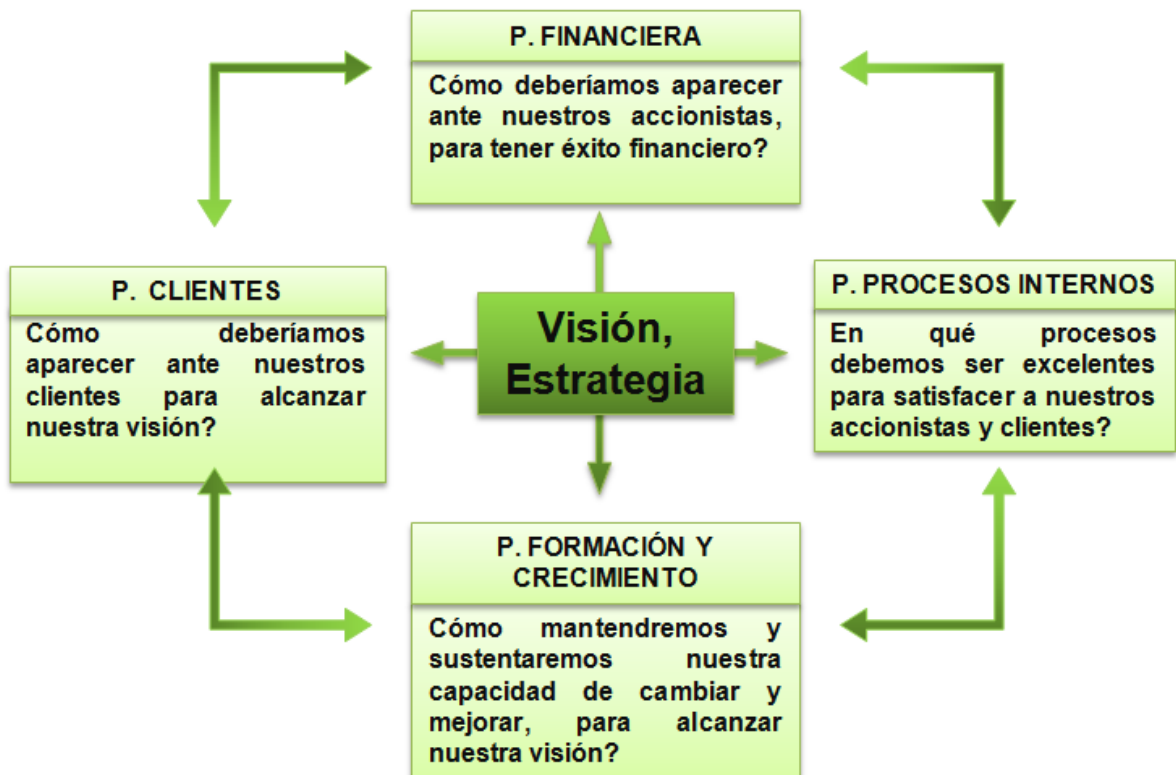 P. FINANCIERA
Cómo deberíamos aparecer
ante nuestros accionistas,
para tener éxito financiero?
P. CLIENTES
Cómo deberíamos
aparecer ante nuestros
clientes para alcanzar
nuestra visión?
Visión,
Estrategia
P. PROCESOS INTERNOS
En qué procesos
debemos ser excelentes
para satisfacer a nuestros
accionistas y clientes?
P. FORMACIÓN Y
CRECIMIENTO
Cómo mantendremos y
sustentaremos nuestra
capacidad de cambiar y
mejorar, para alcanzar
nuestra visión?